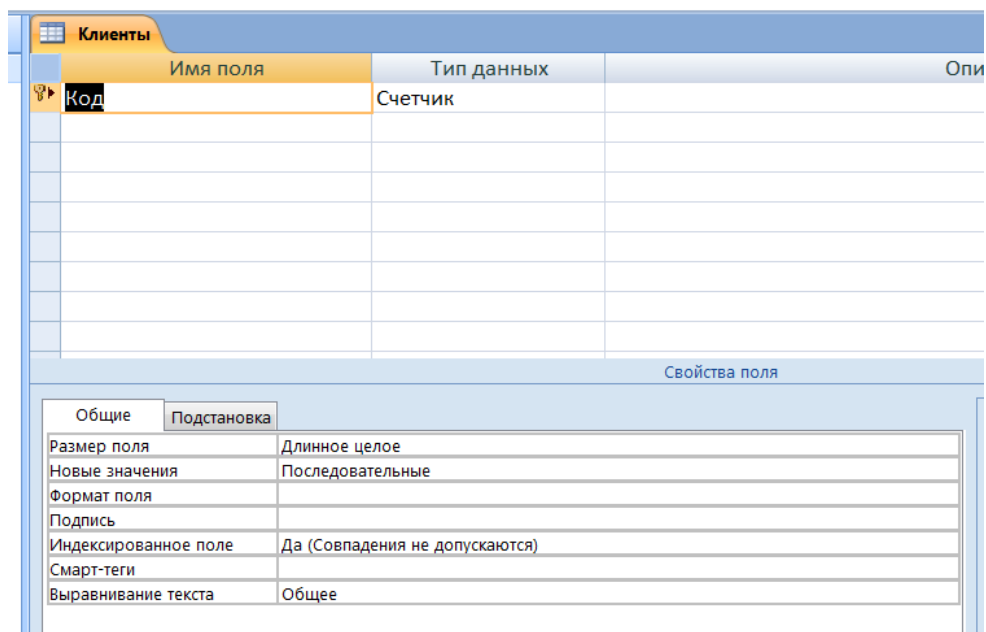 Клиенты
Имя поля Тип данных Опи
Код Счетчик
Свойства поля
Общие Подстановка
Размер поля Длинное целое
Новые значения Последовательные
Формат поля
Подпись
Индексированное поле Да (Совпадения не допускаются)
Смарт-теги
Выравнивание текста Общее